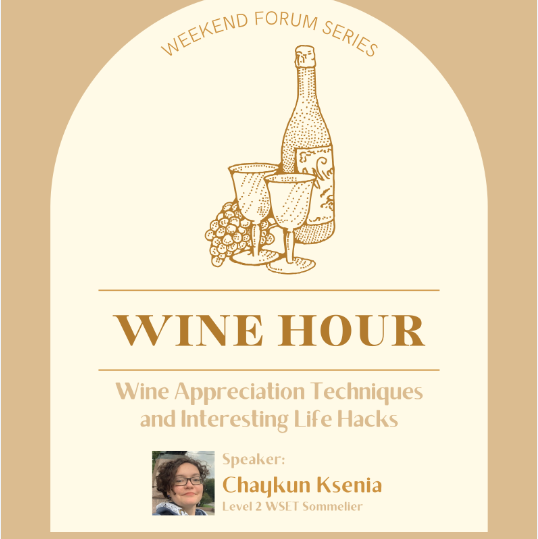 WEEKEND FORUM SERIES
WINE HOUR
Wine Appreciation Techniques
and Interesting Life Hacks
Speaker:
Chaykun Ksenia
Level 2 WSET Sommelier